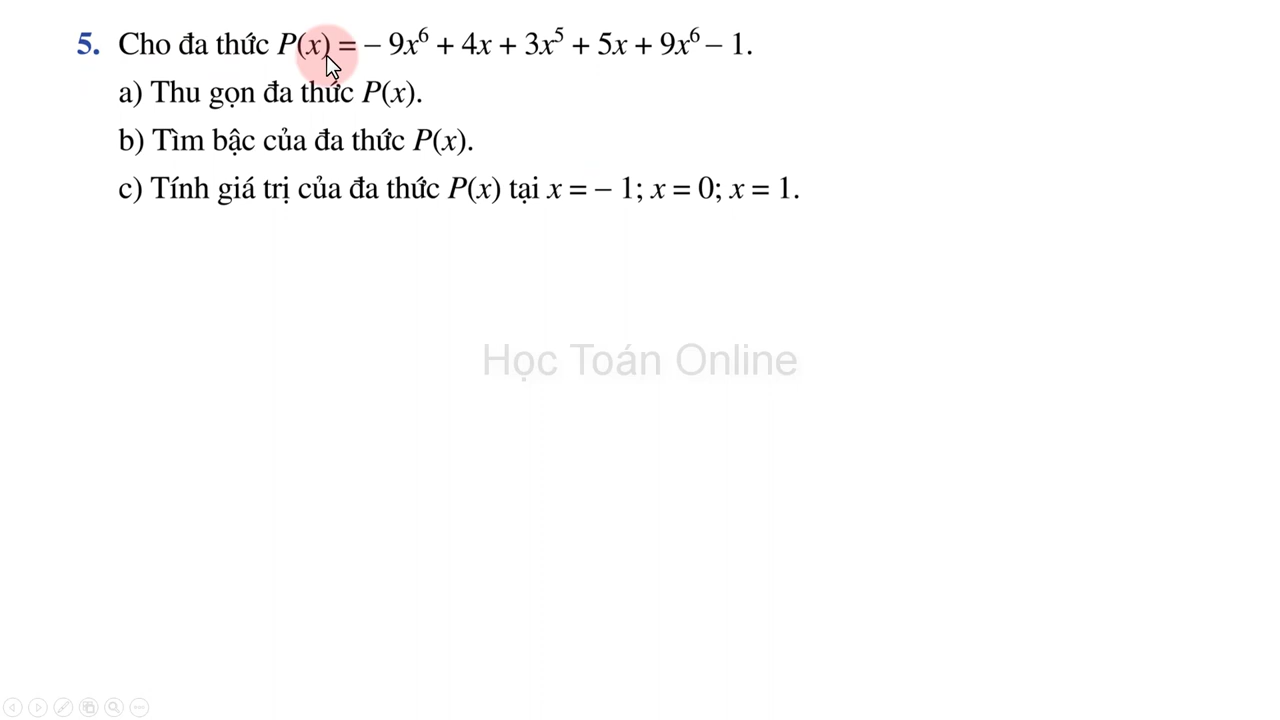 5. Cho đa thức P(x) = – 9x⁶ + 4x + 3x⁵ + 5x + 9x⁶ – 1.
a) Thu gọn đa thức P(x).
b) Tìm bậc của đa thức P(x).
c) Tính giá trị của đa thức P(x) tại x = – 1; x = 0; x = 1.
Học Toán Online